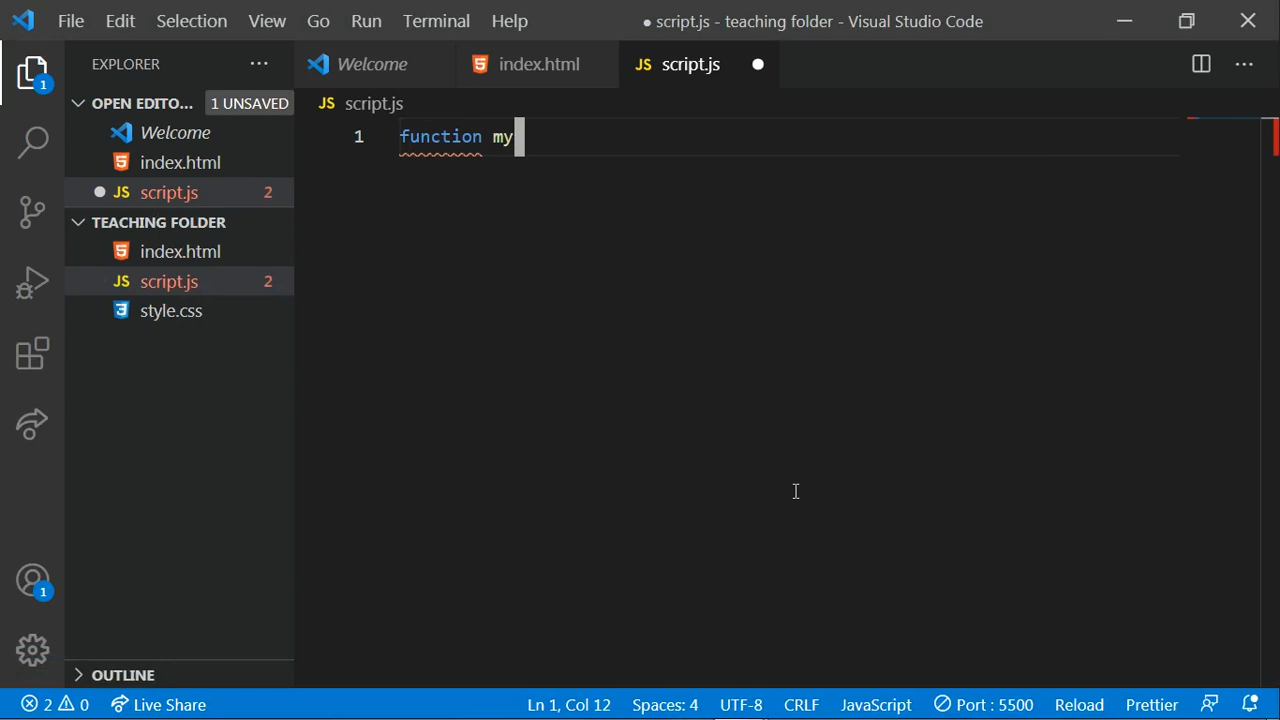 File Edit Selection View Go Run Terminal Help ● script.js - teaching folder - Visual Studio Code
EXPLORER ···
Welcome index.html JS script.js ●
OPEN EDITO... 1 UNSAVED
JS script.js
Welcome
index.html
● JS script.js 2
TEACHING FOLDER
index.html
JS script.js 2
style.css
1 function my
1
1
OUTLINE
2 0 Live Share Ln 1, Col 12 Spaces: 4 UTF-8 CRLF JavaScript Port : 5500 Reload Prettier